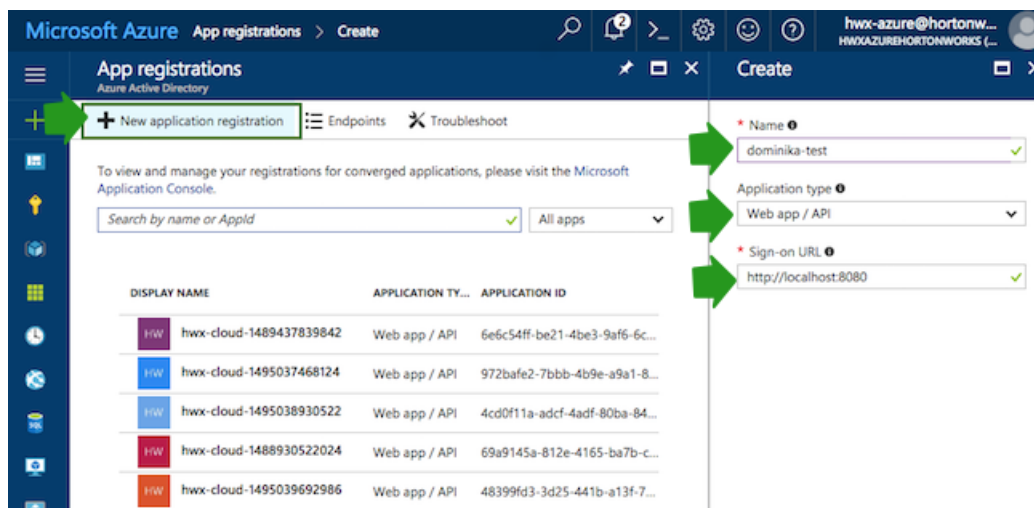 Microsoft Azure App registrations > Create
2
hwx-azure@hortonw...
HWXAZUREHORTONWORKS (...
App registrations
Azure Active Directory
New application registration
Endpoints
Troubleshoot
To view and manage your registrations for converged applications, please visit the Microsoft
Application Console.
Search by name or AppId
All apps
DISPLAY NAME APPLICATION TY... APPLICATION ID
HW hwx-cloud-1489437839842 Web app / API 6e6c54ff-be21-4be3-9af6-6c...
HW hwx-cloud-1495037468124 Web app / API 972bafe2-7bbb-4b9e-a9a1-8...
HW hwx-cloud-1495038930522 Web app / API 4cd0f11a-adcf-4adf-80ba-84...
HW hwx-cloud-1488930522024 Web app / API 69a9145a-812e-4165-ba7b-c...
HW hwx-cloud-1495039692986 Web app / API 48399fd3-3d25-441b-a13f-7...
Create
* Name
dominika-test
Application type
Web app / API
* Sign-on URL
http://localhost:8080
SQL